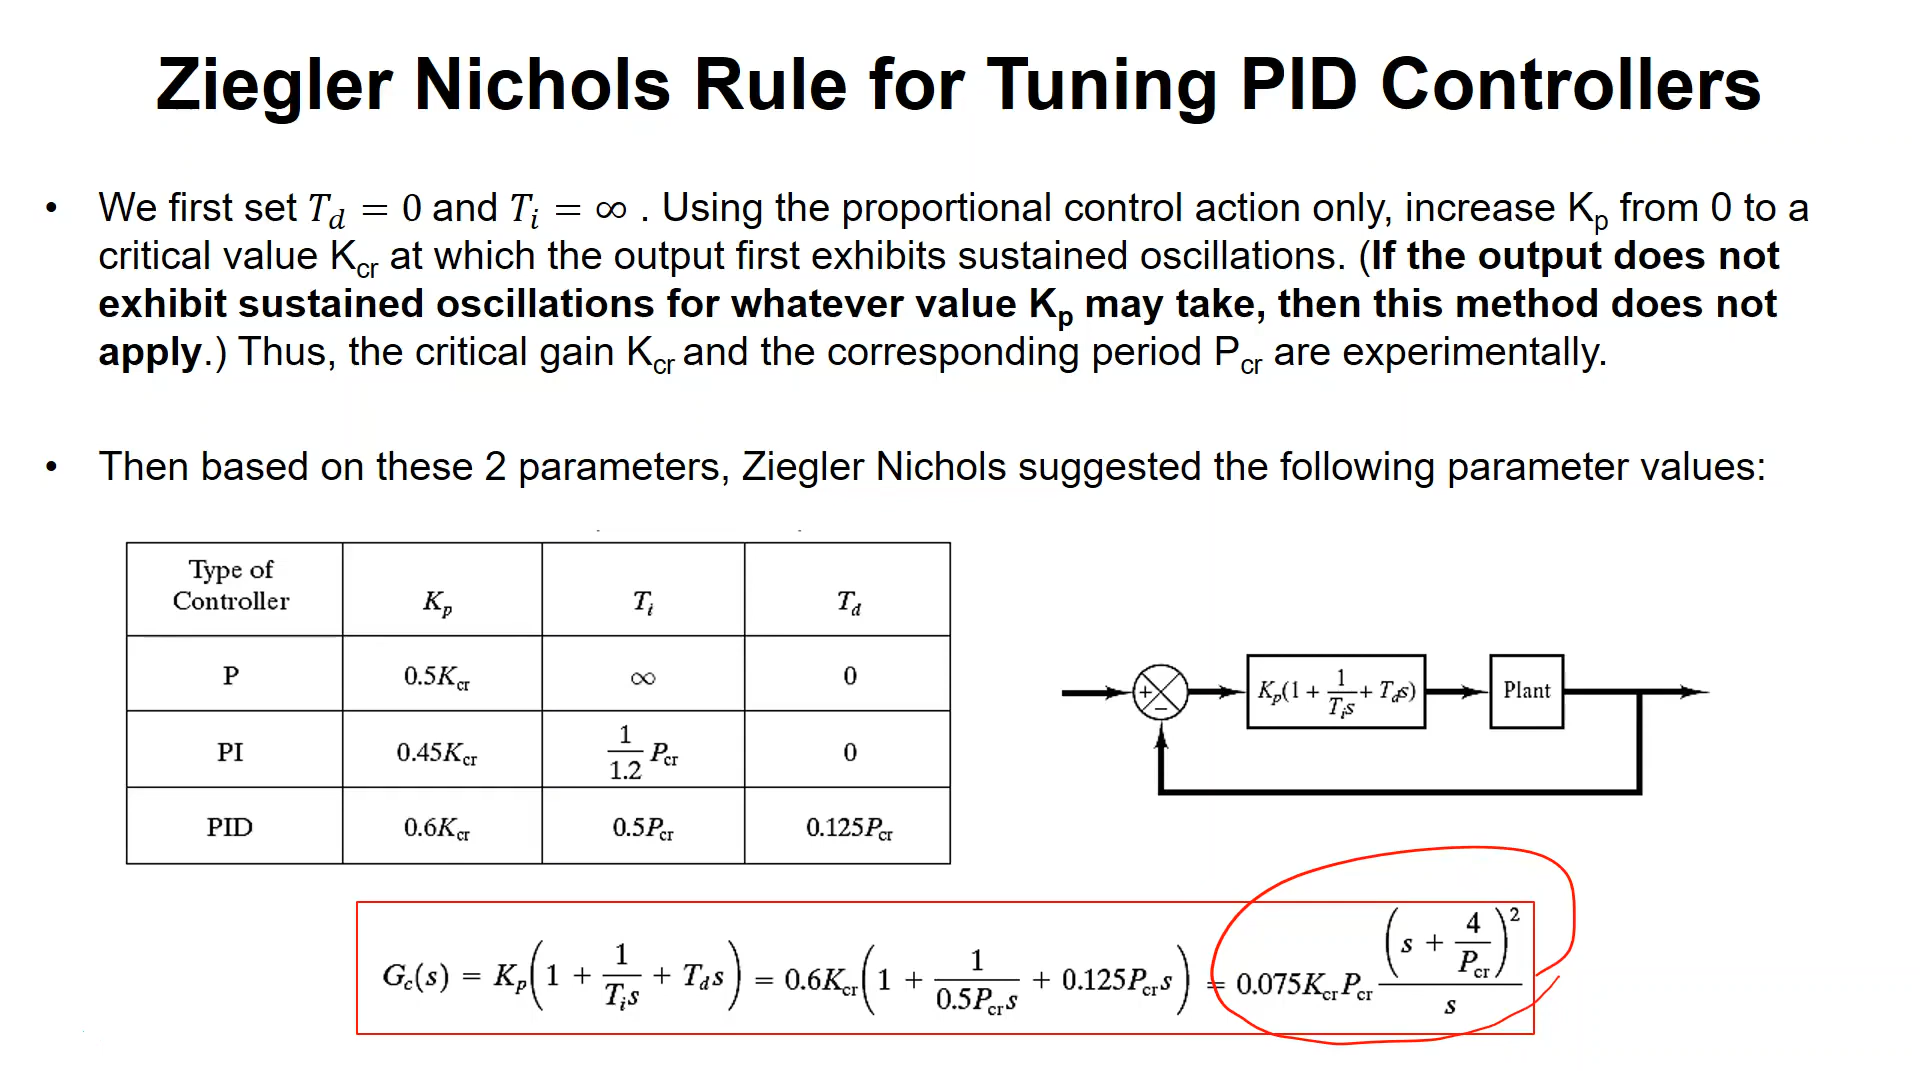 Ziegler Nichols Rule for Tuning PID Controllers
• We first set T_d = 0 and T_i = ∞ . Using the proportional control action only, increase K_p from 0 to a
critical value K_cr at which the output first exhibits sustained oscillations. (If the output does not
exhibit sustained oscillations for whatever value K_p may take, then this method does not
apply.) Thus, the critical gain K_cr and the corresponding period P_cr are experimentally.
• Then based on these 2 parameters, Ziegler Nichols suggested the following parameter values:
Type of
Controller K_p T_i T_d
P 0.5K_cr ∞ 0
PI 0.45K_cr 1/1.2 P_cr 0
PID 0.6K_cr 0.5P_cr 0.125P_cr
+ − K_p(1 + 1/T_i s + T_d s) Plant
G_c(s) = K_p(1 + 1/T_i s + T_d s) = 0.6K_cr(1 + 1/0.5P_cr s + 0.125P_cr s) = 0.075K_cr P_cr (s + 4/P_cr)^2/s